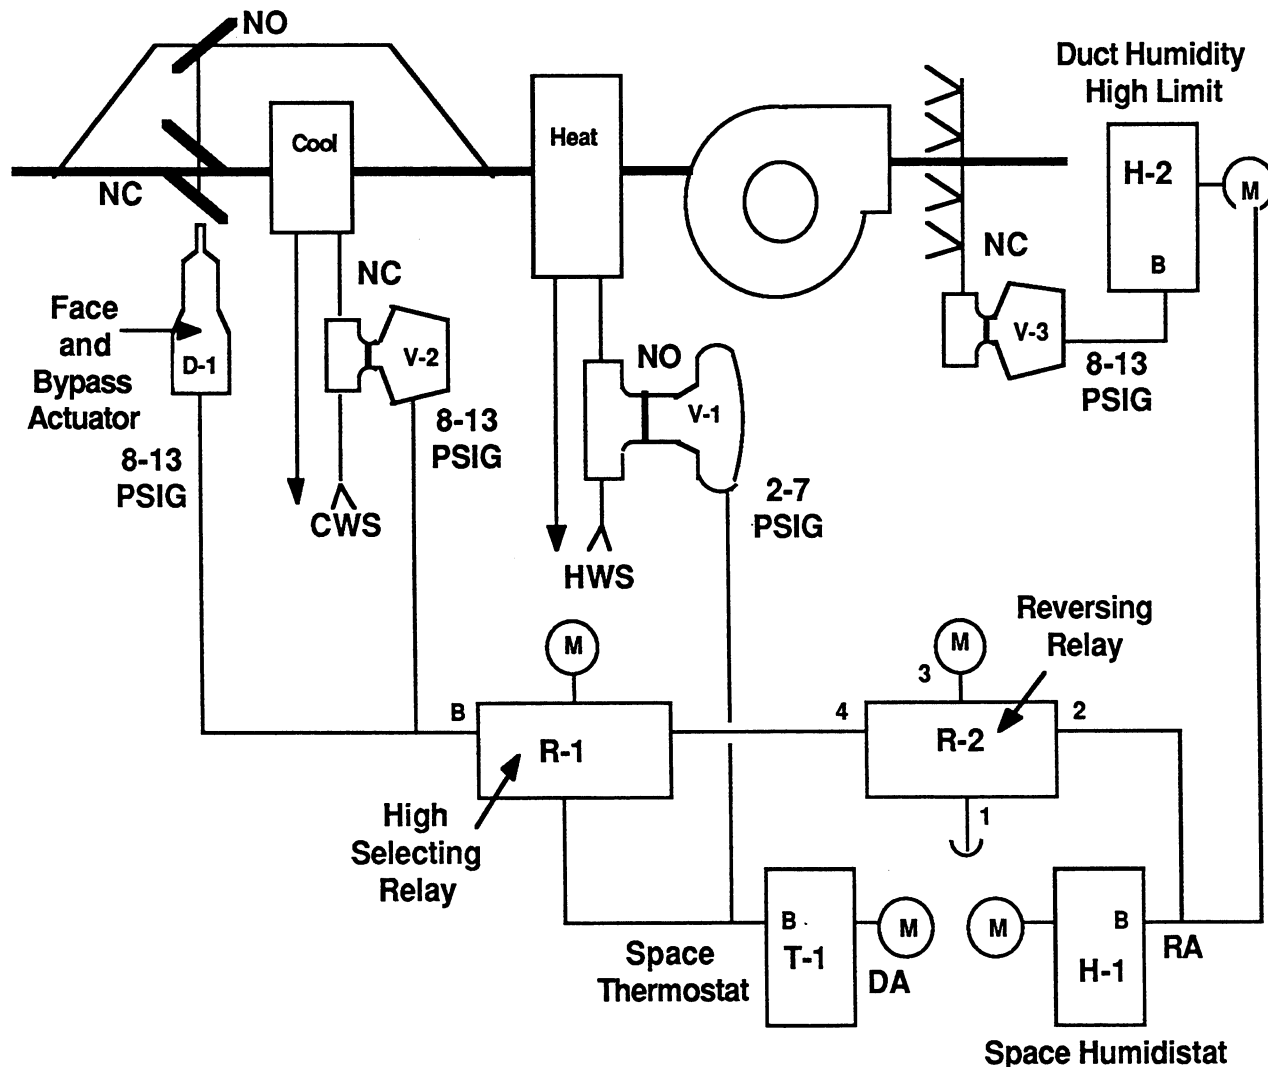 NO
Duct Humidity
High Limit
Cool
Heat
H-2
M
NC
NC
NC
B
Face
and
Bypass
Actuator
D-1
V-2
V-3
NO
V-1
8-13
PSIG
8-13
PSIG
8-13
PSIG
2-7
PSIG
CWS
HWS
Reversing
Relay
M
M
3
B
4
2
R-1
R-2
1
High
Selecting
Relay
B
M
M
B
T-1
DA
H-1
RA
Space
Thermostat
Space Humidistat